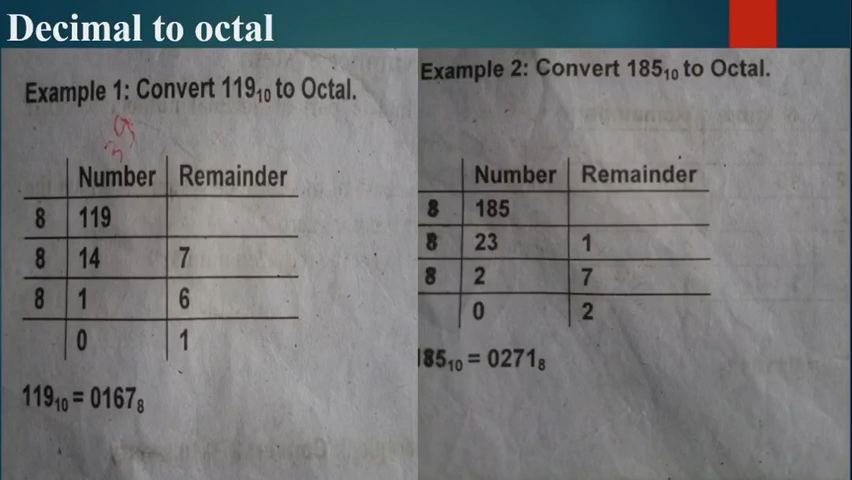 Decimal to octal
Example 1: Convert 119₁₀ to Octal.
Number Remainder
8 119
8 14 7
8 1 6
0 1
119₁₀ = 0167₈
Example 2: Convert 185₁₀ to Octal.
Number Remainder
8 185
8 23 1
8 2 7
0 2
185₁₀ = 0271₈